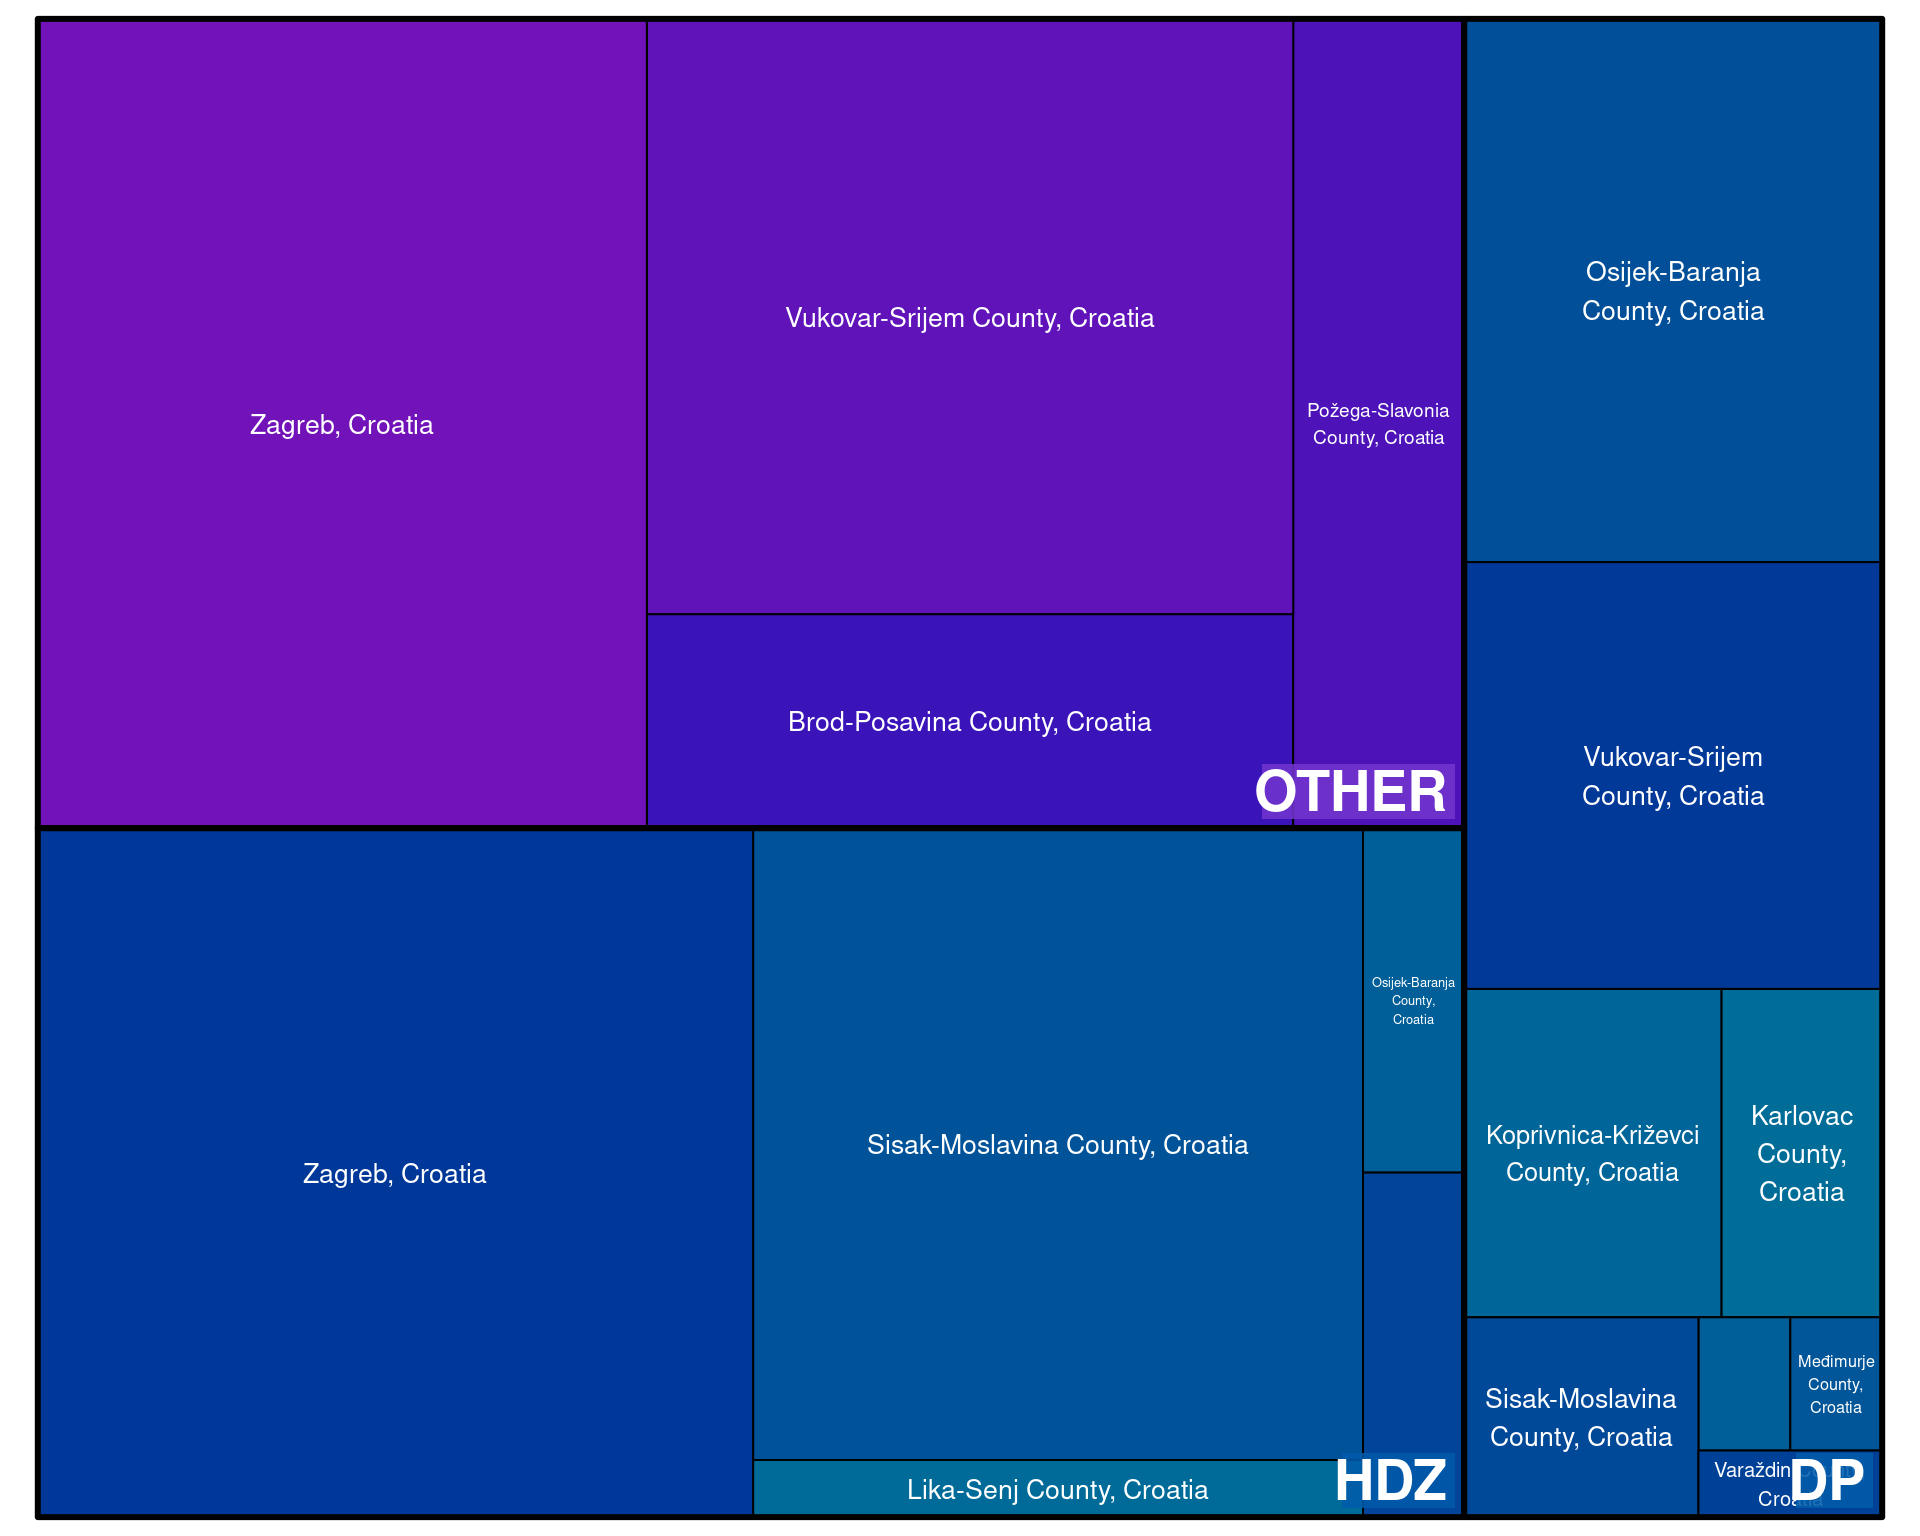 Zagreb, Croatia
Vukovar-Srijem County, Croatia
Brod-Posavina County, Croatia
Požega-Slavonia
County, Croatia
OTHER
Zagreb, Croatia
Sisak-Moslavina County, Croatia
Lika-Senj County, Croatia
Osijek-Baranja
County,
Croatia
HDZ
Osijek-Baranja
County, Croatia
Vukovar-Srijem
County, Croatia
Koprivnica-Križevci
County, Croatia
Karlovac
County,
Croatia
Sisak-Moslavina
County, Croatia
Međimurje
County,
Croatia
Varaždin
Croatia
DP